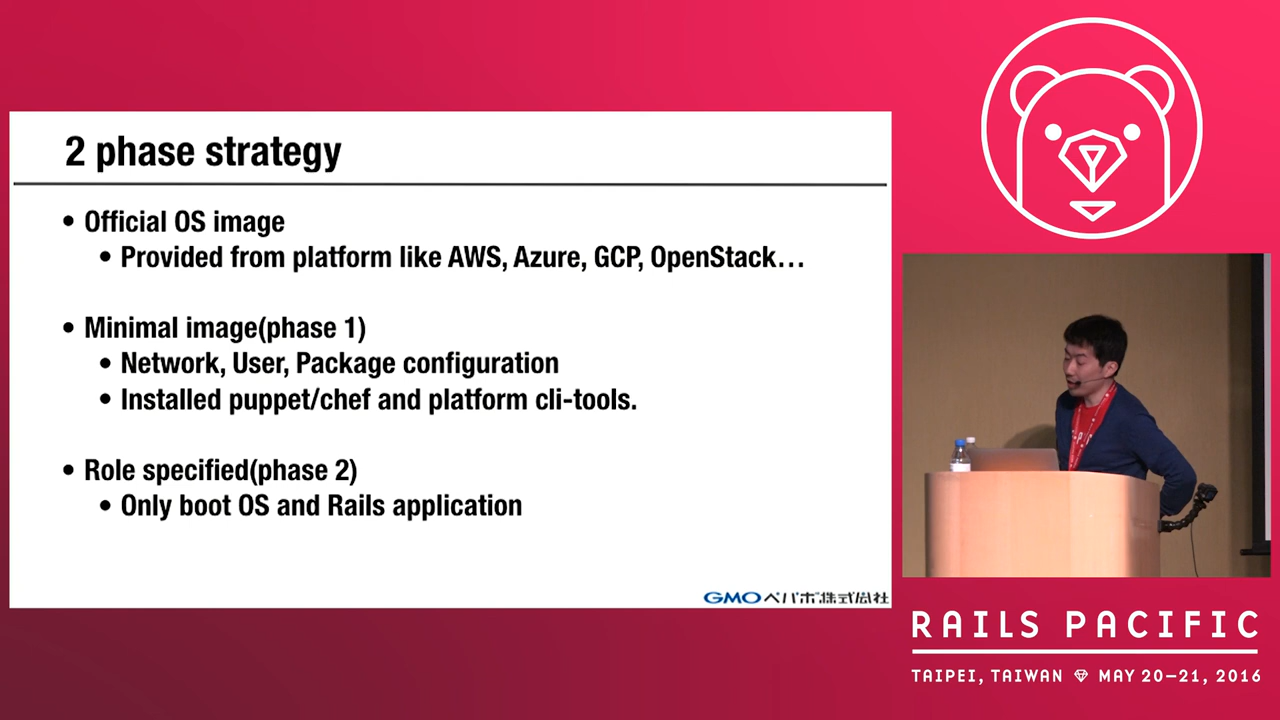 2 phase strategy
• Official OS image
• Provided from platform like AWS, Azure, GCP, OpenStack…
• Minimal image(phase 1)
• Network, User, Package configuration
• Installed puppet/chef and platform cli-tools.
• Role specified(phase 2)
• Only boot OS and Rails application
GMOペパボ株式会社
RAILS PACIFIC
TAIPEI, TAIWAN MAY 20–21, 2016